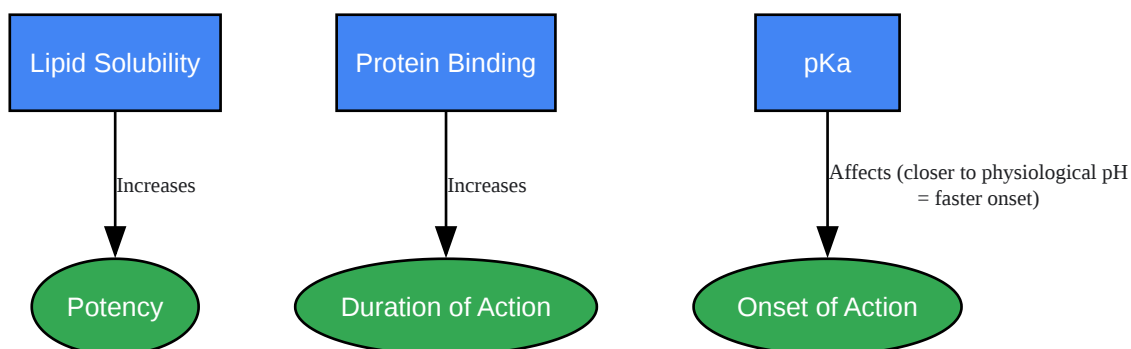 Lipid Solubility
Protein Binding
pKa
Increases
Increases
Affects (closer to physiological pH
= faster onset)
Potency
Duration of Action
Onset of Action